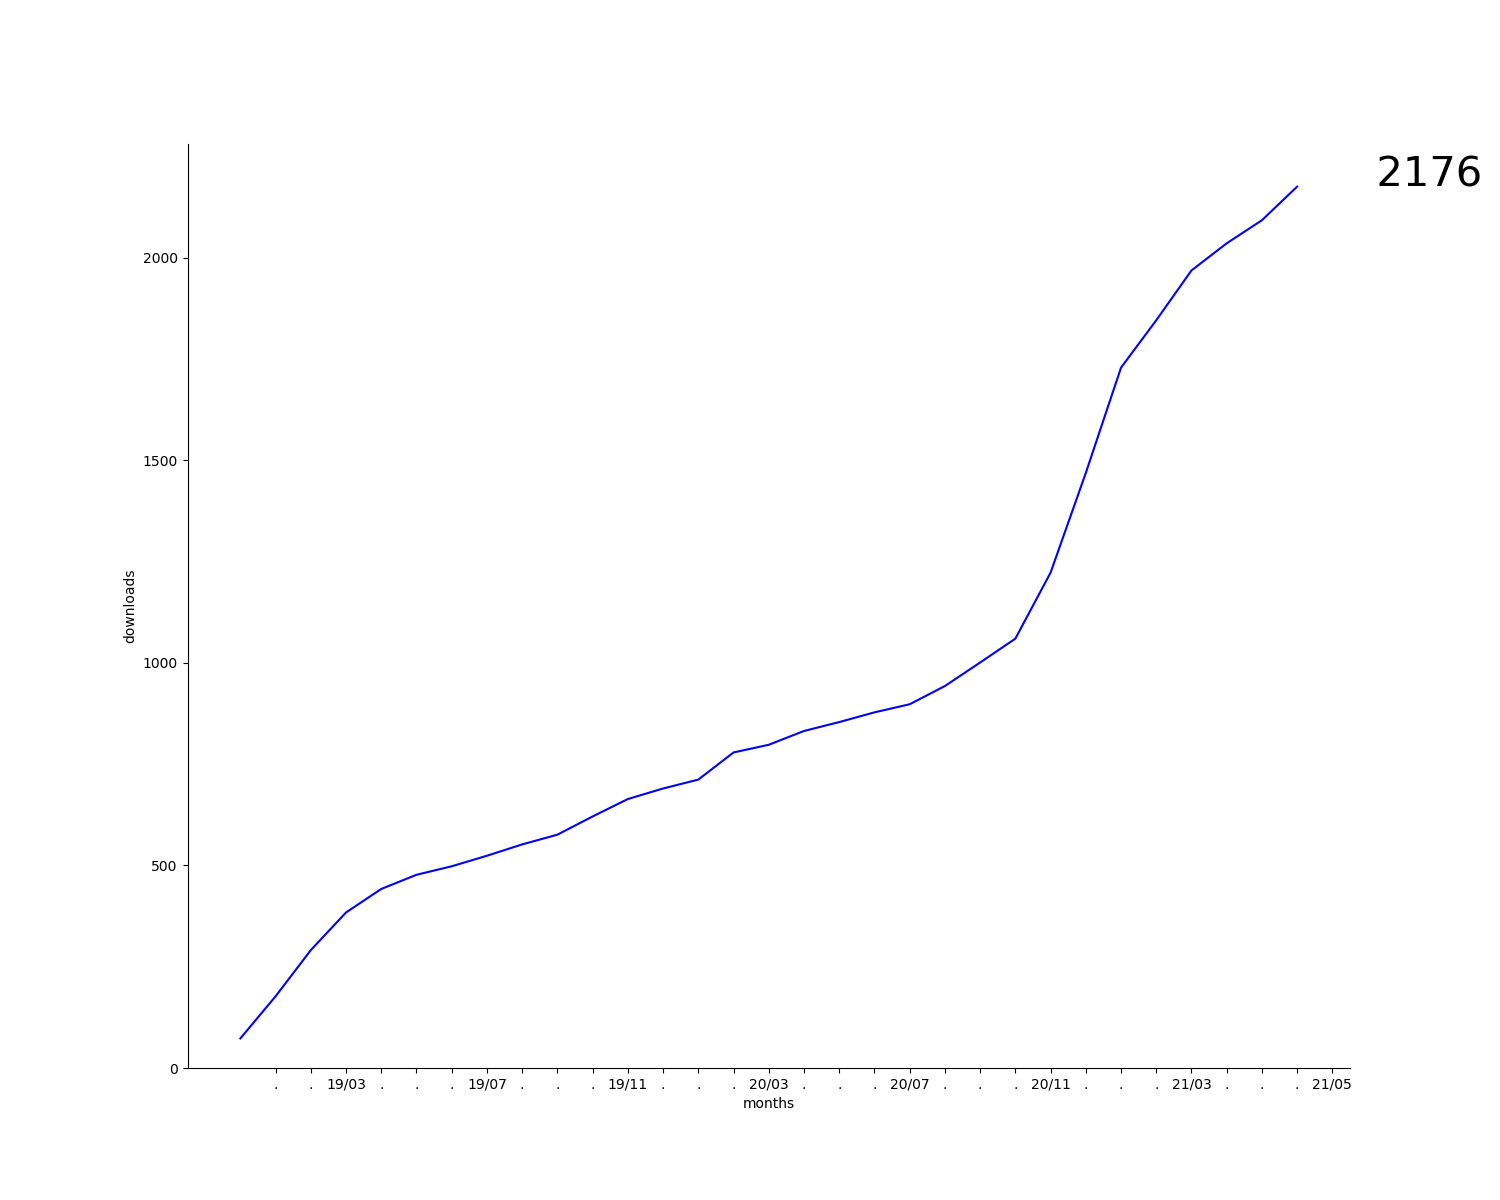 2176
2000
1500
downloads
1000
500
0
. . 19/03 . . . 19/07 . . . 19/11 . . . 20/03 . . . 20/07 . . . 20/11 . . . 21/03 . . . 21/05
months